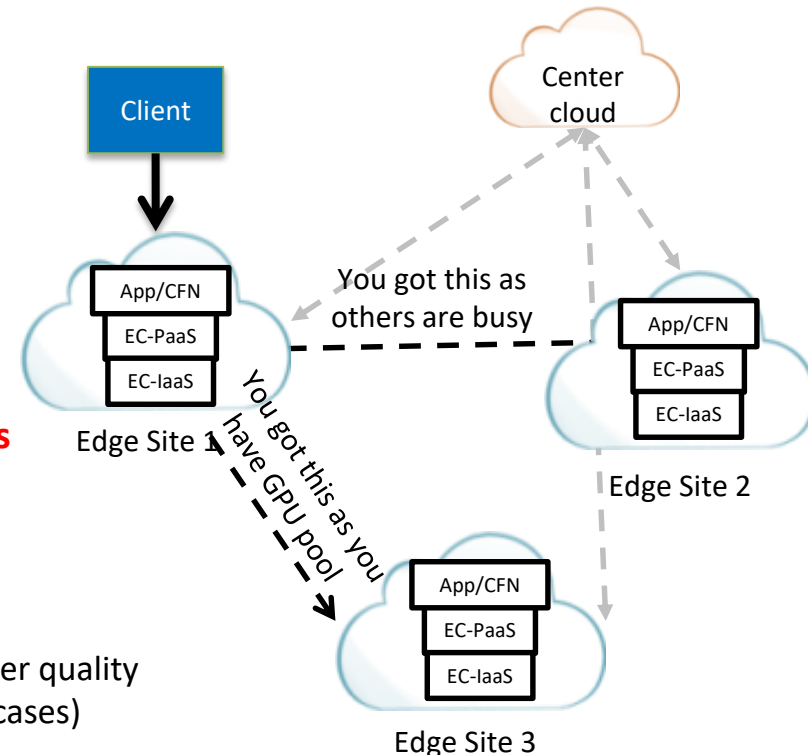 Center
cloud
Client
You got this as
others are busy
App/CFN
EC-PaaS
EC-IaaS
Edge Site 1
App/CFN
EC-PaaS
EC-IaaS
Edge Site 2
You got this as you
have GPU pool
s
App/CFN
EC-PaaS
EC-IaaS
Edge Site 3
er quality
cases)